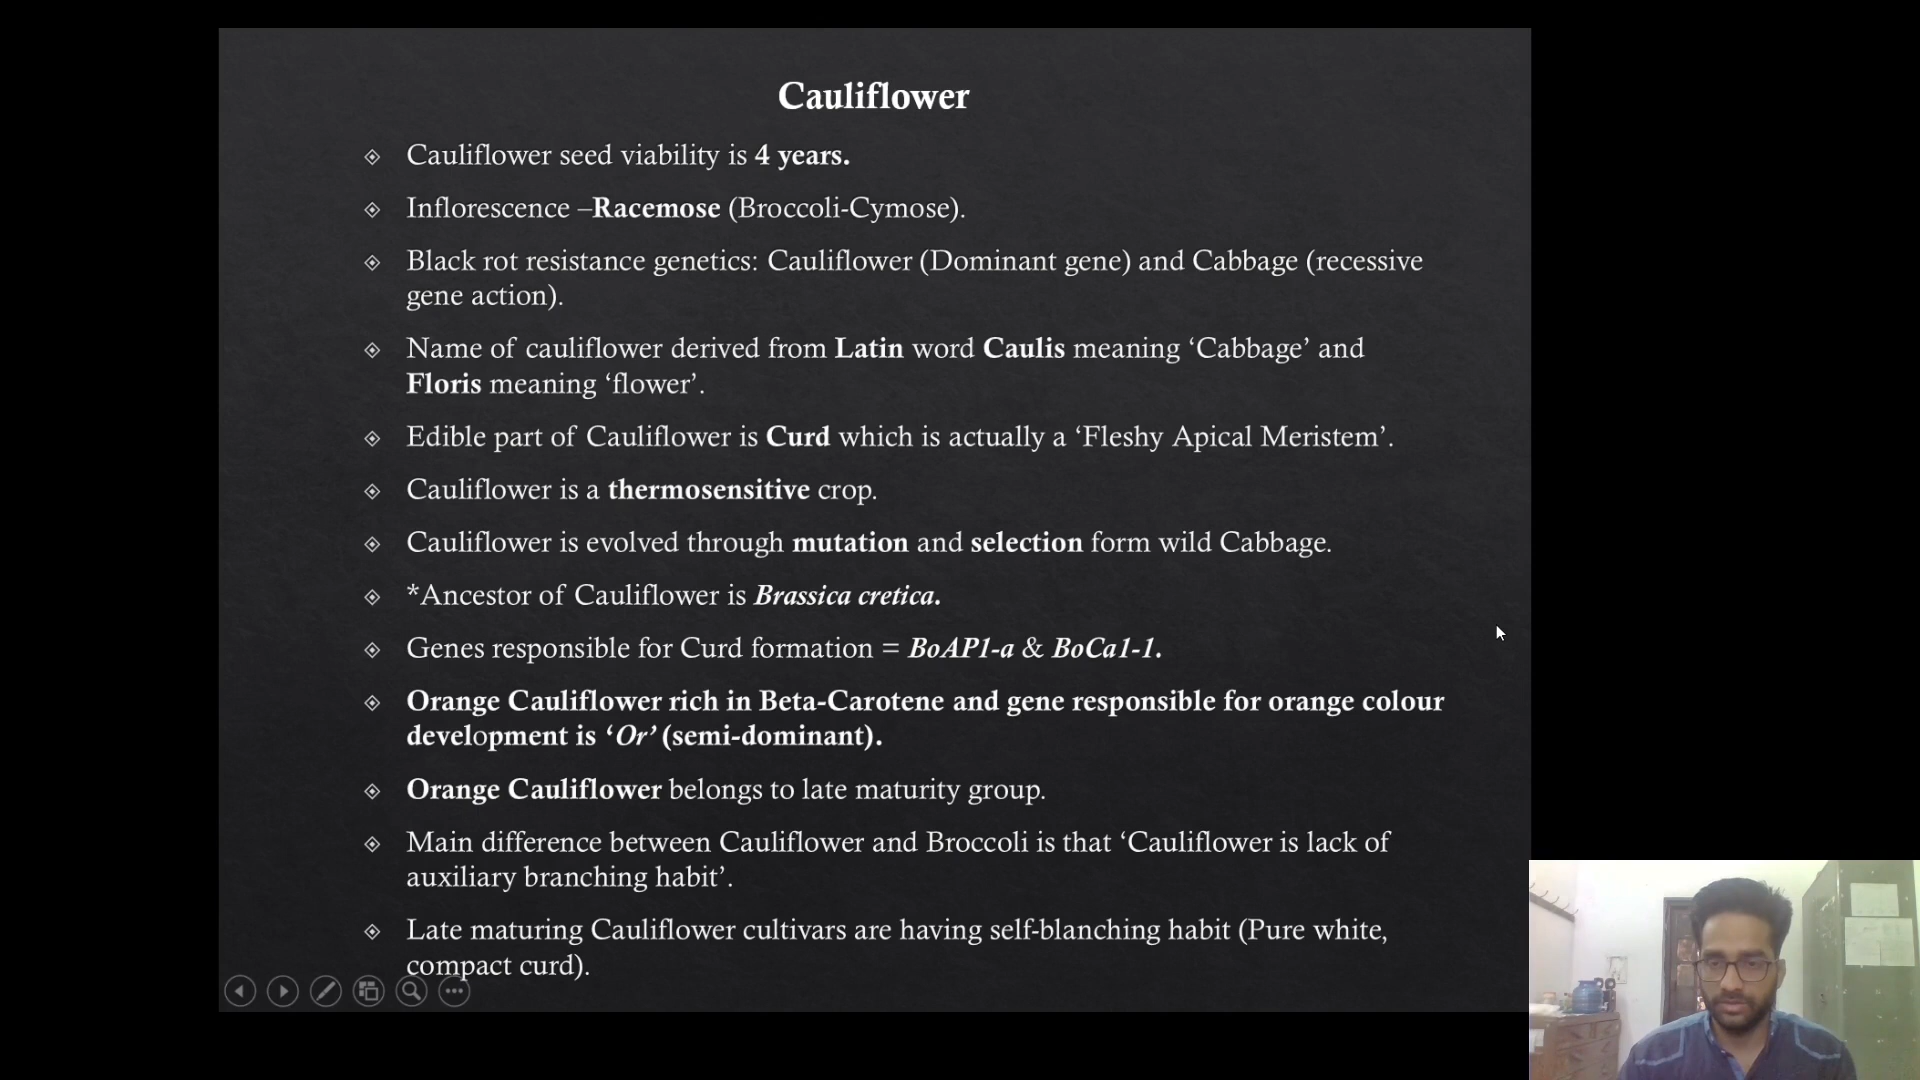 Cauliflower
Cauliflower seed viability is 4 years.
Inflorescence –Racemose (Broccoli-Cymose).
Black rot resistance genetics: Cauliflower (Dominant gene) and Cabbage (recessive
gene action).
Name of cauliflower derived from Latin word Caulis meaning ‘Cabbage’ and
Floris meaning ‘flower’.
Edible part of Cauliflower is Curd which is actually a ‘Fleshy Apical Meristem’.
Cauliflower is a thermosensitive crop.
Cauliflower is evolved through mutation and selection form wild Cabbage.
*Ancestor of Cauliflower is Brassica cretica.
Genes responsible for Curd formation = BoAP1-a & BoCa1-1.
Orange Cauliflower rich in Beta-Carotene and gene responsible for orange colour
development is ‘Or’ (semi-dominant).
Orange Cauliflower belongs to late maturity group.
Main difference between Cauliflower and Broccoli is that ‘Cauliflower is lack of
auxiliary branching habit’.
Late maturing Cauliflower cultivars are having self-blanching habit (Pure white,
compact curd).